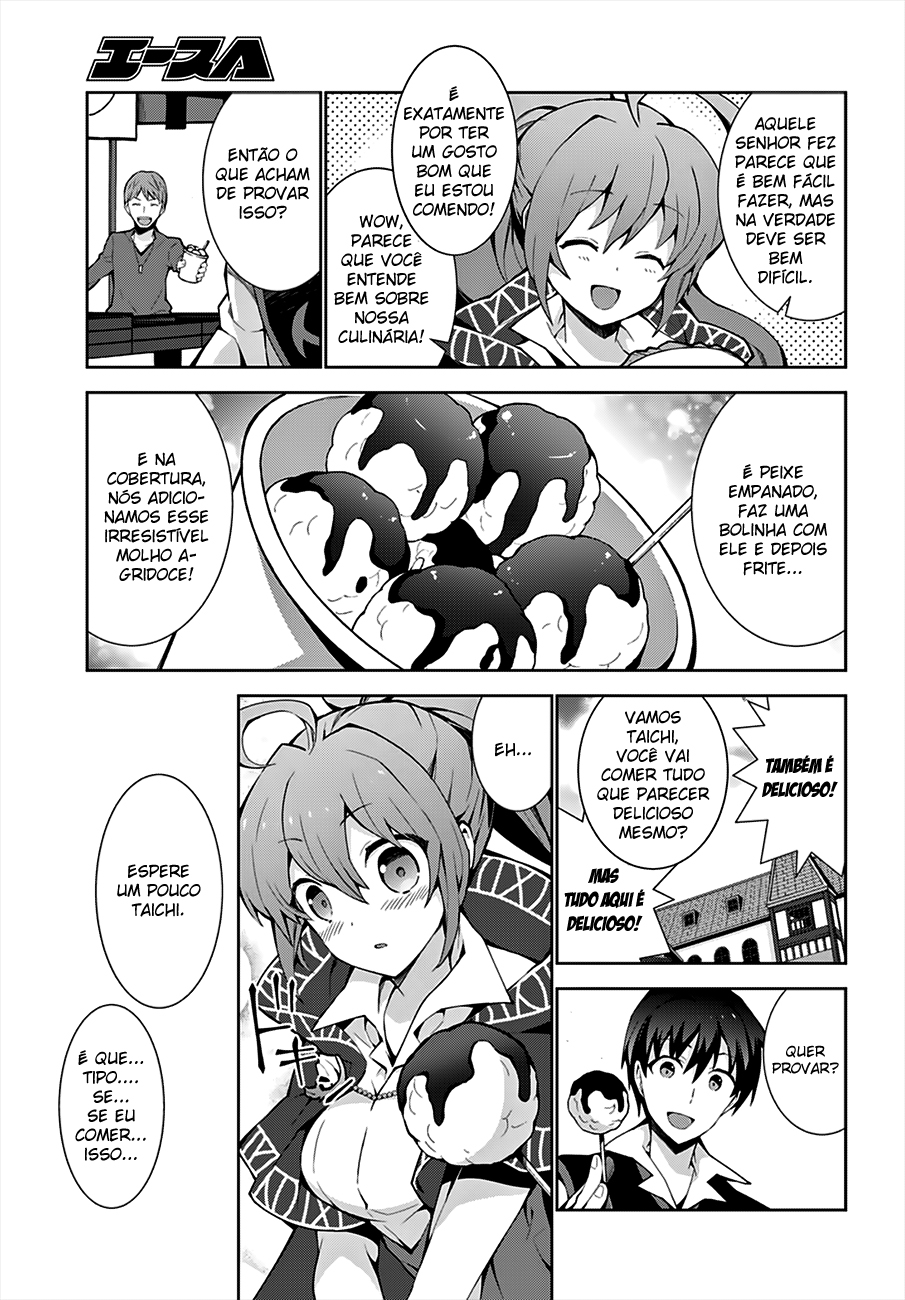 エースA
AQUELE
SENHOR FEZ
PARECE QUE
É BEM FÁCIL
FAZER, MAS
NA VERDADE
DEVE SER
BEM
DIFÍCIL.
É
EXATAMENTE
POR TER
UM GOSTO
BOM QUE
EU ESTOU
COMENDO!
WOW,
PARECE
QUE VOCÊ
ENTENDE
BEM SOBRE
NOSSA
CULINÁRIA!
ENTÃO O
QUE ACHAM
DE PROVAR
ISSO?
É PEIXE
EMPANADO,
FAZ UMA
BOLINHA COM
ELE E DEPOIS
FRITE...
E NA
COBERTURA,
NÓS ADICIO-
NAMOS ESSE
IRRESISTÍVEL
MOLHO A-
GRIDOCE!
TAMBÉM É
DELICIOSO!
VAMOS
TAICHI,
VOCÊ VAI
COMER TUDO
QUE PARECER
DELICIOSO
MESMO?
MAS
TUDO AQUI É
DELICIOSO!
QUER
PROVAR?
EH...
ドキン
ESPERE
UM POUCO
TAICHI.
É QUE...
TIPO....
SE...
SE EU
COMER...
ISSO...